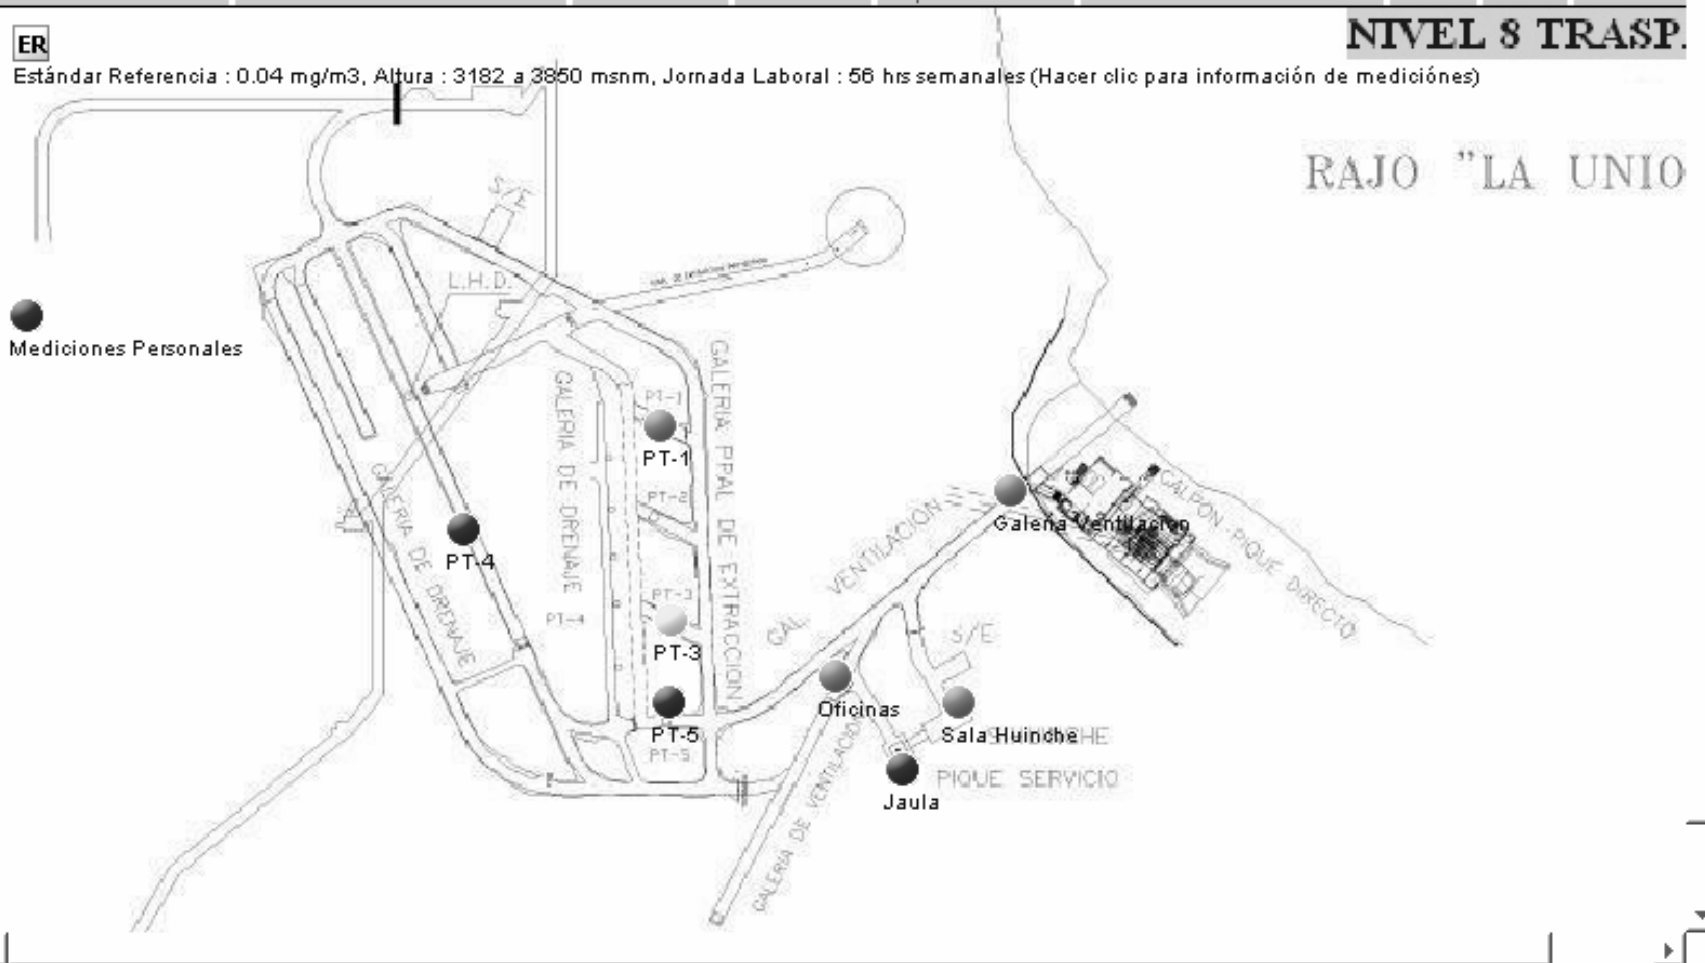 NIVEL 8 TRASP.
ER
Estándar Referencia : 0.04 mg/m3, Altura : 3182 a 3850 msnm, Jornada Laboral : 56 hrs semanales (Hacer clic para información de mediciónes)
RAJO "LA UNIO
S/E
L.H.D.
Mediciones Personales
GALERIA PPAL DE EXTRACCION
GALERIA DE DRENAJE
PT-1
PT-1
PT-2
GALERIA DE DRENAJE
PT-4
PT-3
PT-4
PT-3
PT-5
PT-5
GAL. VENTILACION
Galería Ventilacion
GALPON PIQUE DIRECTO
S/E
Oficinas
Sala Huinche
PIQUE SERVICIO
Jaula
GALERIA DE VENTILACION